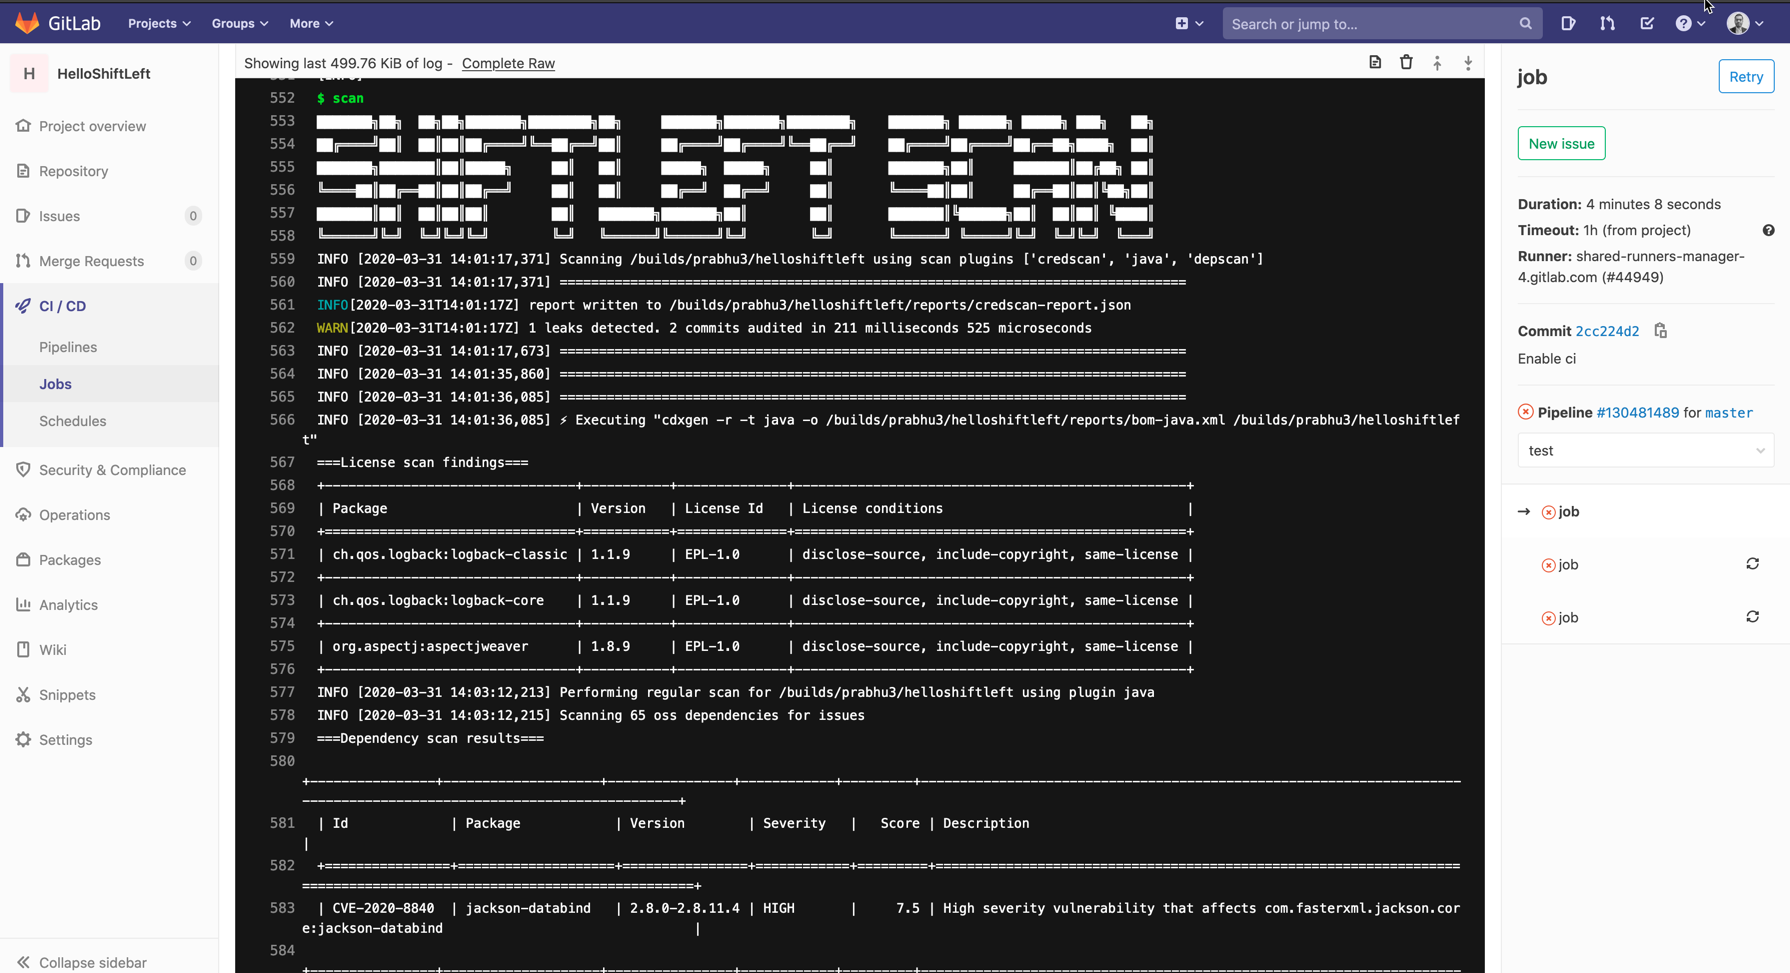 GitLab
Projects
Groups
More
Search or jump to...
H
HelloShiftLeft
Project overview
Repository
Issues 0
Merge Requests 0
CI / CD
Pipelines
Jobs
Schedules
Security & Compliance
Operations
Packages
Analytics
Wiki
Snippets
Settings
Collapse sidebar
Showing last 499.76 KiB of log - Complete Raw
551 [INFO]
552 $ scan
553
554
555
556
557
558
SHIFTLEFT SCAN
559 INFO [2020-03-31 14:01:17,371] Scanning /builds/prabhu3/helloshiftleft using scan plugins ['credscan', 'java', 'depscan']
560 INFO [2020-03-31 14:01:17,371] ================================================================================
561 INFO[2020-03-31T14:01:17Z] report written to /builds/prabhu3/helloshiftleft/reports/credscan-report.json
562 WARN[2020-03-31T14:01:17Z] 1 leaks detected. 2 commits audited in 211 milliseconds 525 microseconds
563 INFO [2020-03-31 14:01:17,673] ================================================================================
564 INFO [2020-03-31 14:01:35,860] ================================================================================
565 INFO [2020-03-31 14:01:36,085] ================================================================================
566 INFO [2020-03-31 14:01:36,085] ⚡ Executing "cdxgen -r -t java -o /builds/prabhu3/helloshiftleft/reports/bom-java.xml /builds/prabhu3/helloshiftlef
t"
567 ===License scan findings===
568 +--------------------------------+-----------+--------------+--------------------------------------------------+
569 | Package | Version | License Id | License conditions |
570 +================================+===========+==============+==================================================+
571 | ch.qos.logback:logback-classic | 1.1.9 | EPL-1.0 | disclose-source, include-copyright, same-license |
572 +--------------------------------+-----------+--------------+--------------------------------------------------+
573 | ch.qos.logback:logback-core | 1.1.9 | EPL-1.0 | disclose-source, include-copyright, same-license |
574 +--------------------------------+-----------+--------------+--------------------------------------------------+
575 | org.aspectj:aspectjweaver | 1.8.9 | EPL-1.0 | disclose-source, include-copyright, same-license |
576 +--------------------------------+-----------+--------------+--------------------------------------------------+
577 INFO [2020-03-31 14:03:12,213] Performing regular scan for /builds/prabhu3/helloshiftleft using plugin java
578 INFO [2020-03-31 14:03:12,215] Scanning 65 oss dependencies for issues
579 ===Dependency scan results===
580
581 | Id | Package | Version | Severity | Score | Description
|
582
583 | CVE-2020-8840 | jackson-databind | 2.8.0-2.8.11.4 | HIGH | 7.5 | High severity vulnerability that affects com.fasterxml.jackson.cor
e:jackson-databind |
584
job
Retry
New issue
Duration: 4 minutes 8 seconds
Timeout: 1h (from project)
Runner: shared-runners-manager-
4.gitlab.com (#44949)
Commit 2cc224d2
Enable ci
Pipeline #130481489 for master
test
→ job
job
job